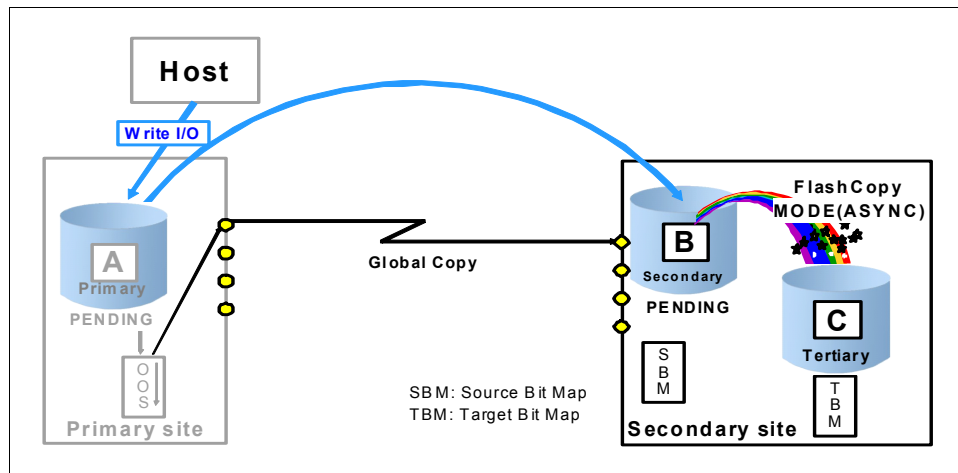 Host
Write I/O
A
Primary
PENDING
O
O
S
Primary site
Global Copy
SBM: Source Bit Map
TBM: Target Bit Map
B
Secondary
PENDING
FlashCopy
MODE(ASYNC)
C
Tertiary
S
B
M
T
B
M
Secondary site